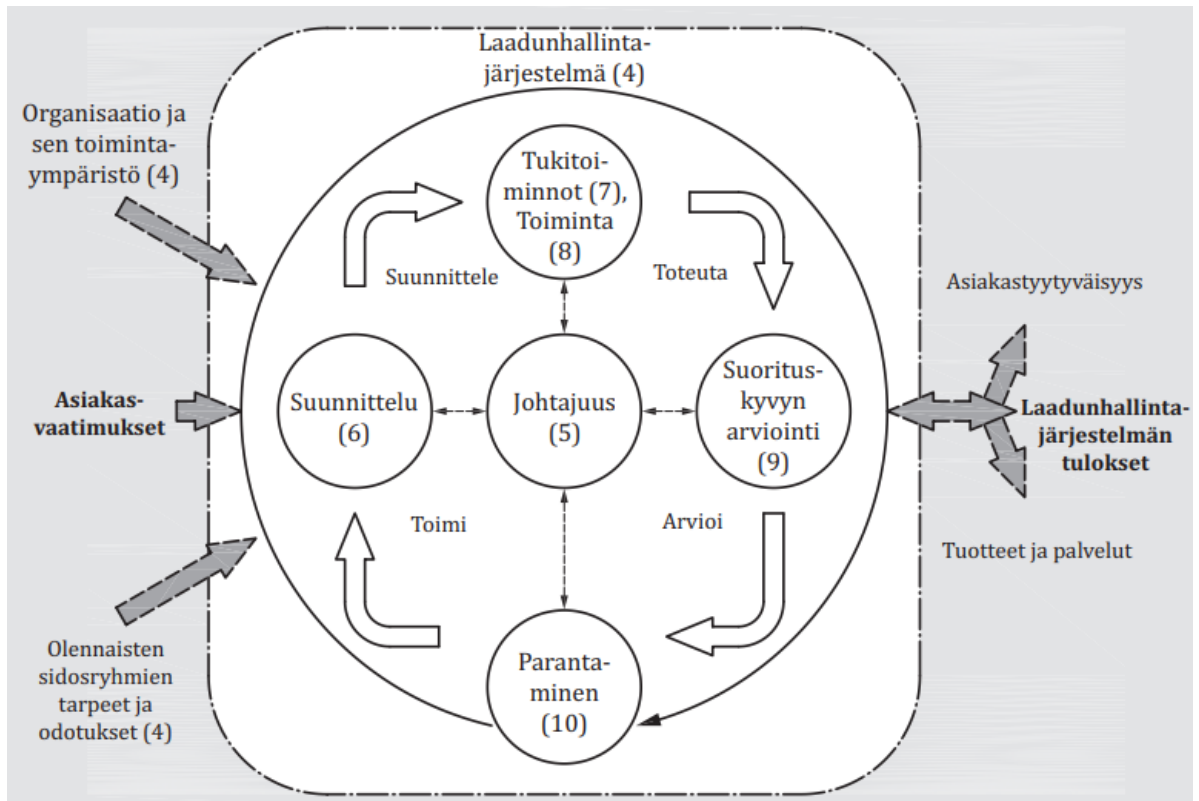 Laadunhallinta-
järjestelmä (4)
Organisaatio ja
sen toiminta-
ympäristö (4)
Tukitoi-
minnot (7),
Toiminta
(8)
Suunnittele
Toteuta
Asiakastyytyväisyys
Asiakas-
vaatimukset
Suunnittelu
(6)
Johtajuus
(5)
Suoritus-
kyvyn
arviointi
(9)
Laadunhallinta-
järjestelmän
tulokset
Toimi
Arvioi
Tuotteet ja palvelut
Olennaisten
sidosryhmien
tarpeet ja
odotukset (4)
Paranta-
minen
(10)